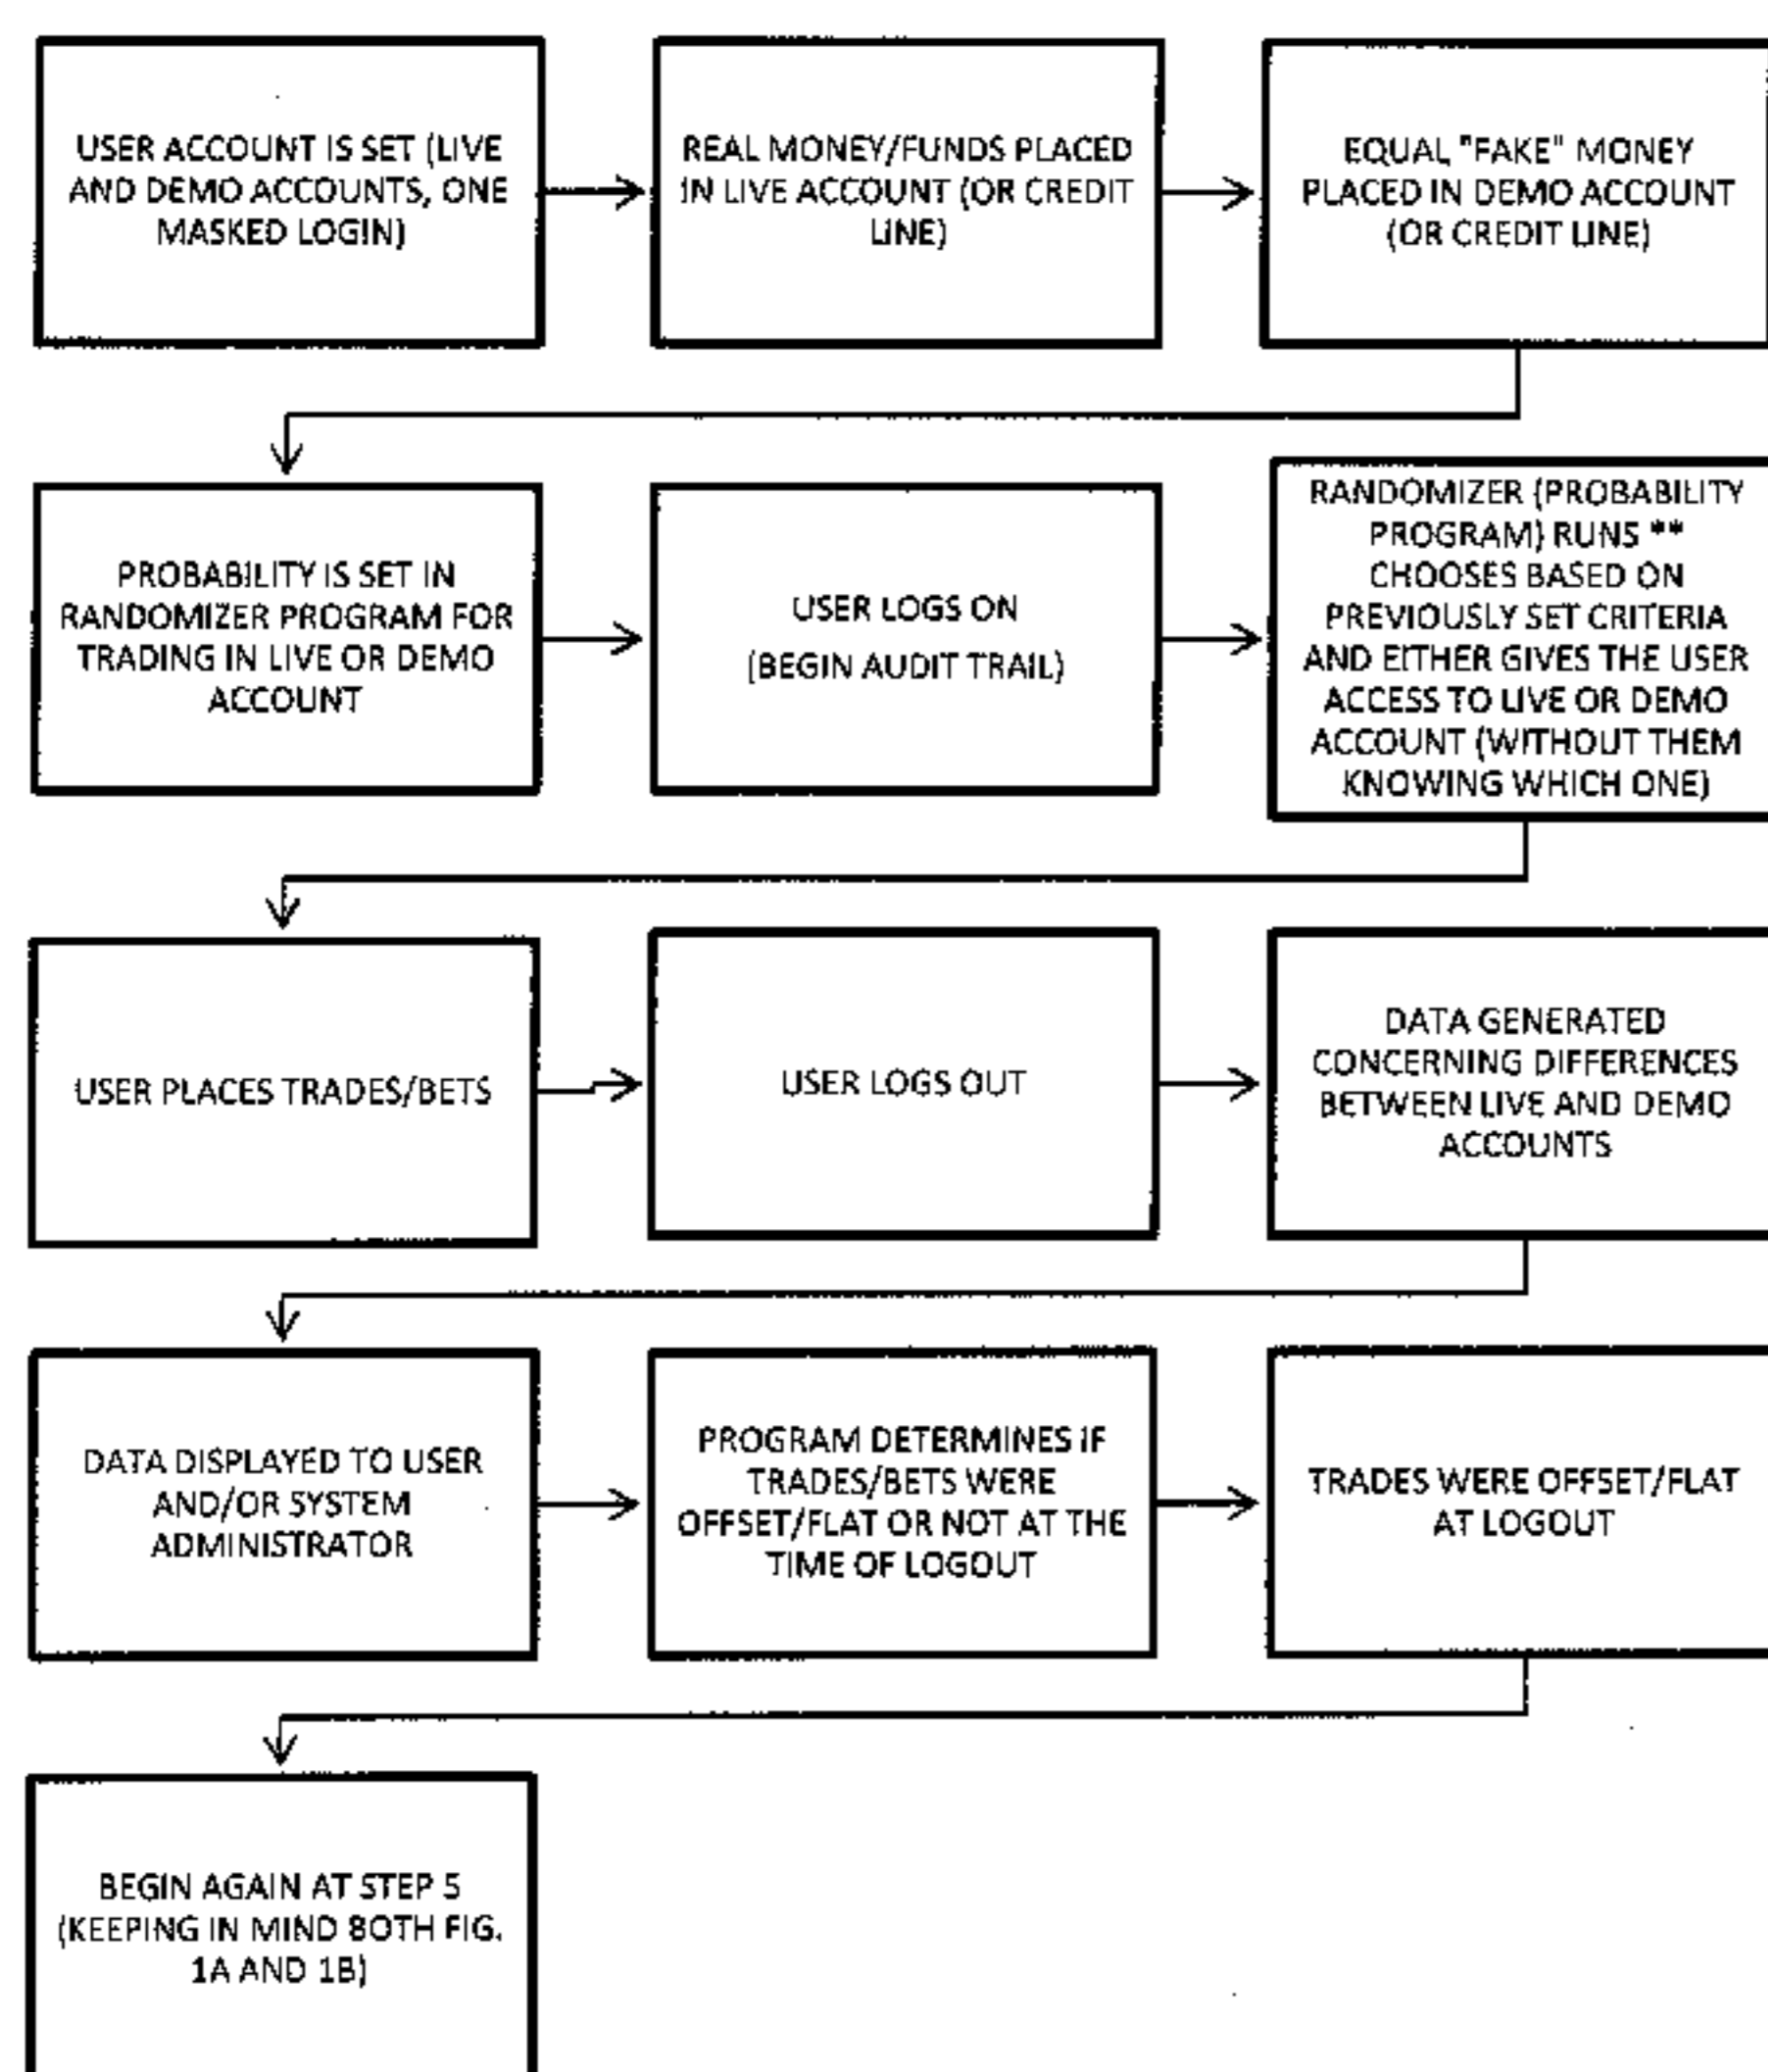 USER ACCOUNT IS SET (LIVE
AND DEMO ACCOUNTS, ONE
MASKED LOGIN)
REAL MONEY/FUNDS PLACED
IN LIVE ACCOUNT (OR CREDIT
LINE)
EQUAL "FAKE" MONEY
PLACED IN DEMO ACCOUNT
(OR CREDIT LINE)
PROBABILITY IS SET IN
RANDOMIZER PROGRAM FOR
TRADING IN LIVE OR DEMO
ACCOUNT
USER LOGS ON
(BEGIN AUDIT TRAIL)
RANDOMIZER (PROBABILITY
PROGRAM) RUNS **
CHOOSES BASED ON
PREVIOUSLY SET CRITERIA
AND EITHER GIVES THE USER
ACCESS TO LIVE OR DEMO
ACCOUNT (WITHOUT THEM
KNOWING WHICH ONE)
USER PLACES TRADES/BETS
USER LOGS OUT
DATA GENERATED
CONCERNING DIFFERENCES
BETWEEN LIVE AND DEMO
ACCOUNTS
DATA DISPLAYED TO USER
AND/OR SYSTEM
ADMINISTRATOR
PROGRAM DETERMINES IF
TRADES/BETS WERE
OFFSET/FLAT OR NOT AT THE
TIME OF LOGOUT
TRADES WERE OFFSET/FLAT
AT LOGOUT
BEGIN AGAIN AT STEP 5
(KEEPING IN MIND BOTH FIG.
1A AND 1B)